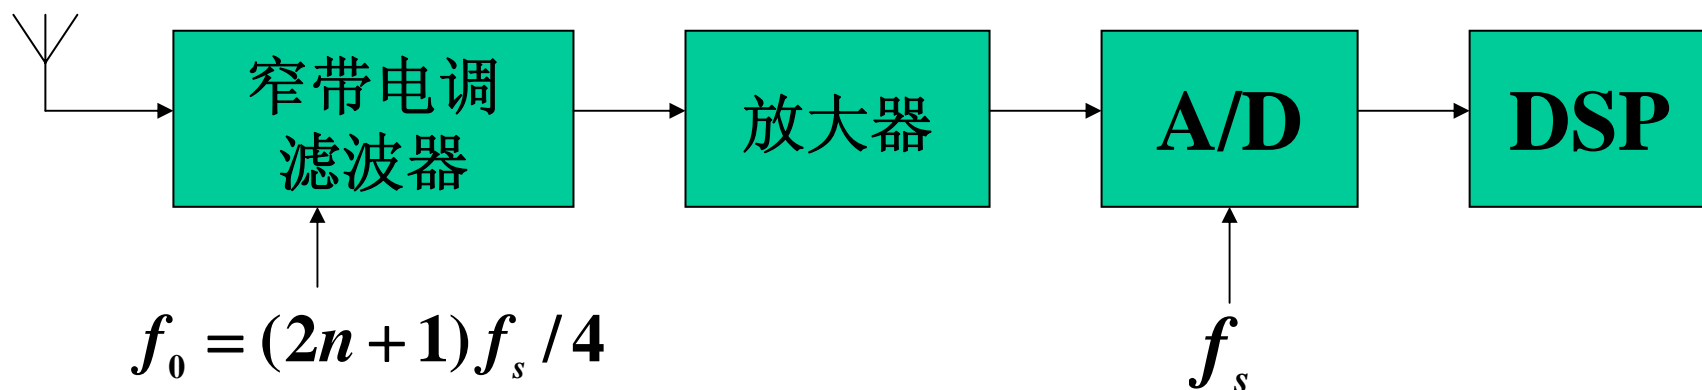 窄带电调
滤波器
放大器
A/D
DSP
f₀ = (2n + 1) fₛ / 4
fₛ